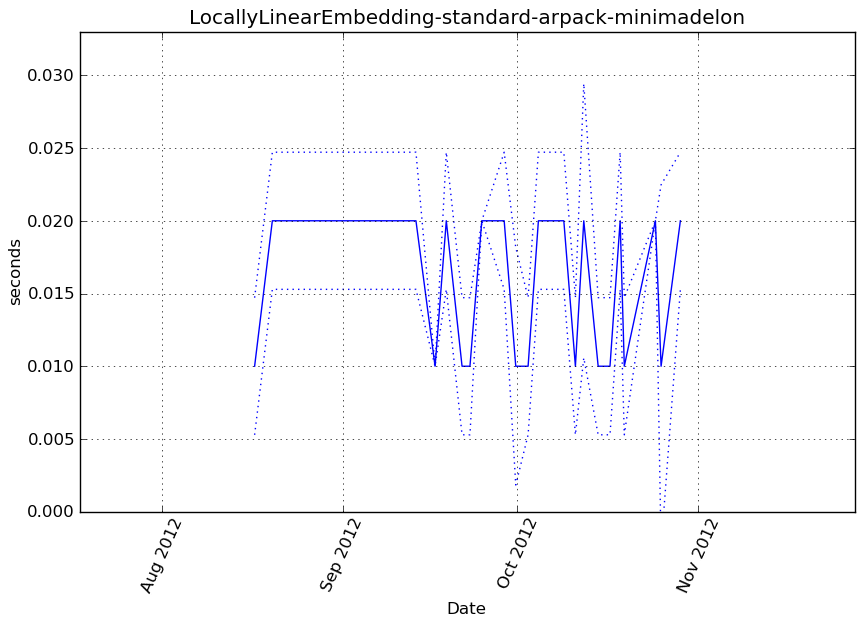 LocallyLinearEmbedding-standard-arpack-minimadelon
0.030
0.025
0.020
0.015
0.010
0.005
0.000
seconds
Aug 2012
Sep 2012
Oct 2012
Nov 2012
Date